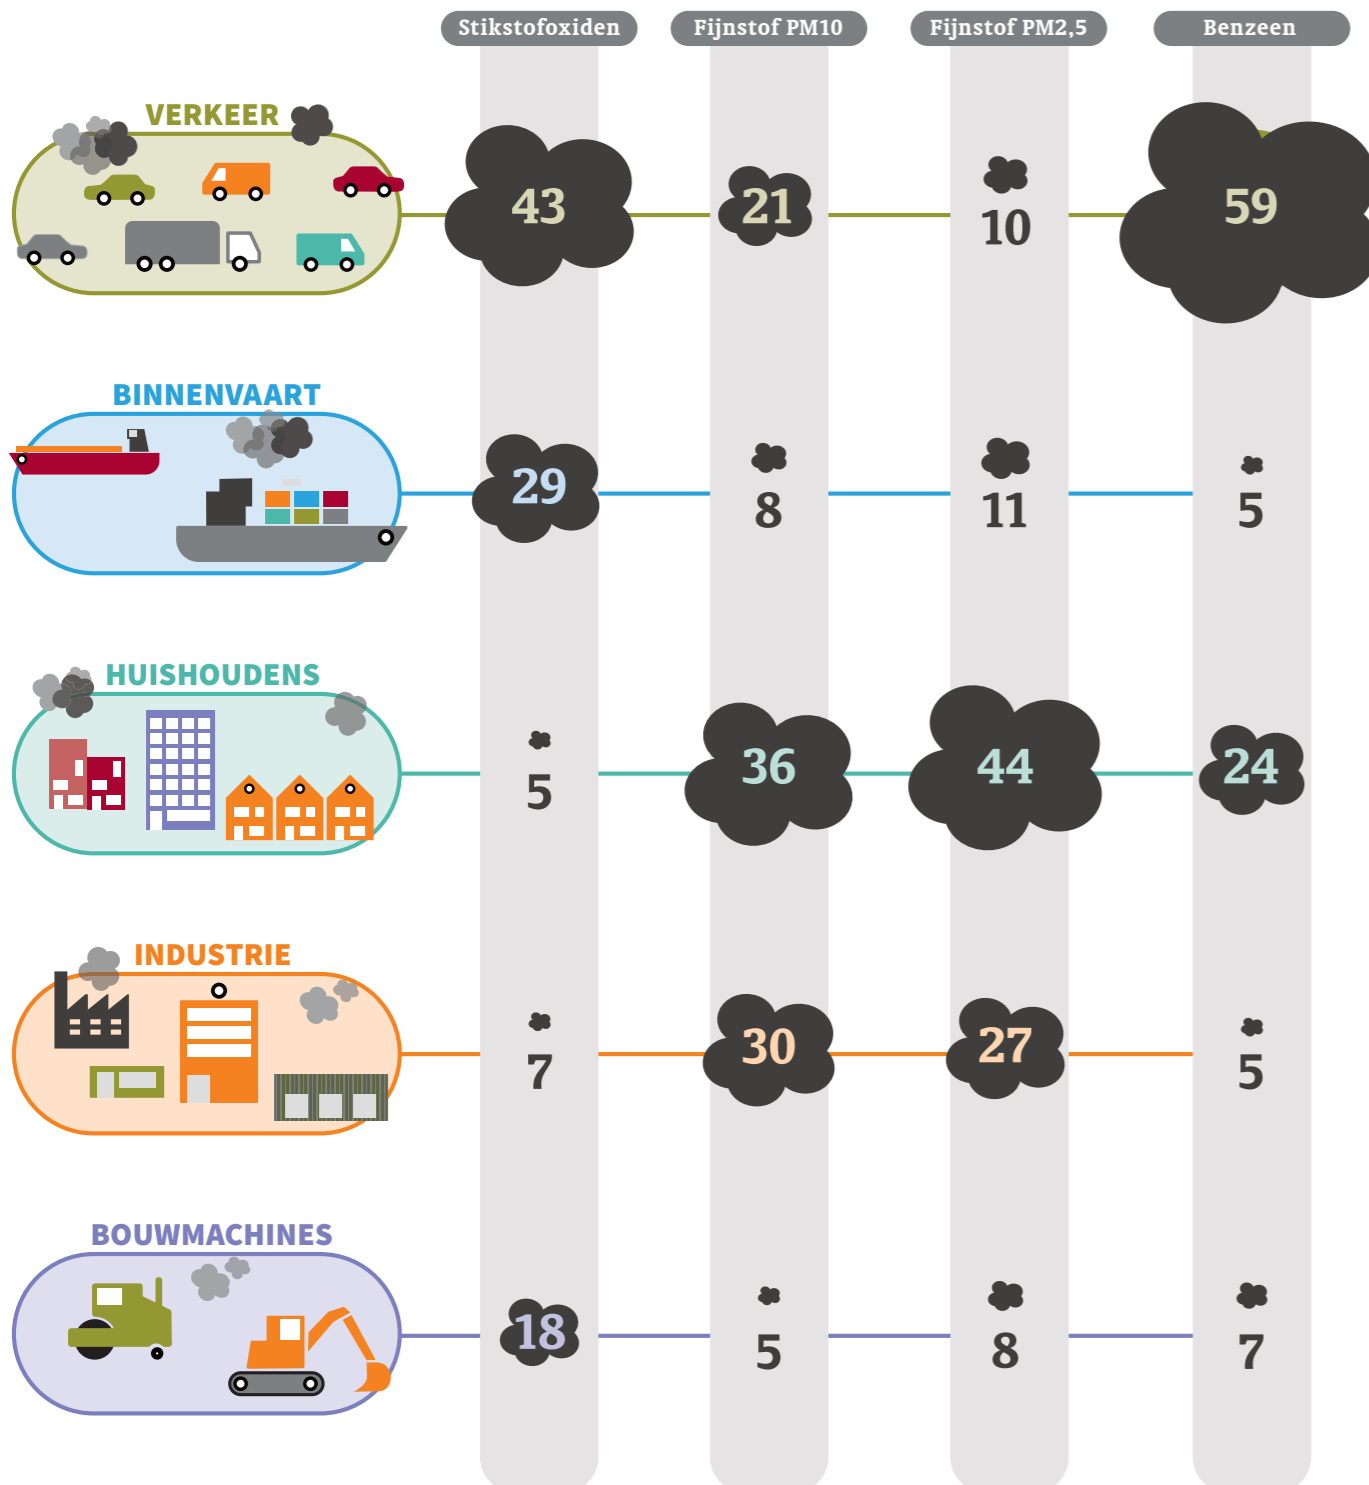 Stikstofoxiden Fijnstof PM10 Fijnstof PM2,5 Benzeen
VERKEER
43 21 10 59
BINNENVAART
29 8 11 5
HUISHOUDENS
5 36 44 24
INDUSTRIE
7 30 27 5
BOUWMACHINES
18 5 8 7